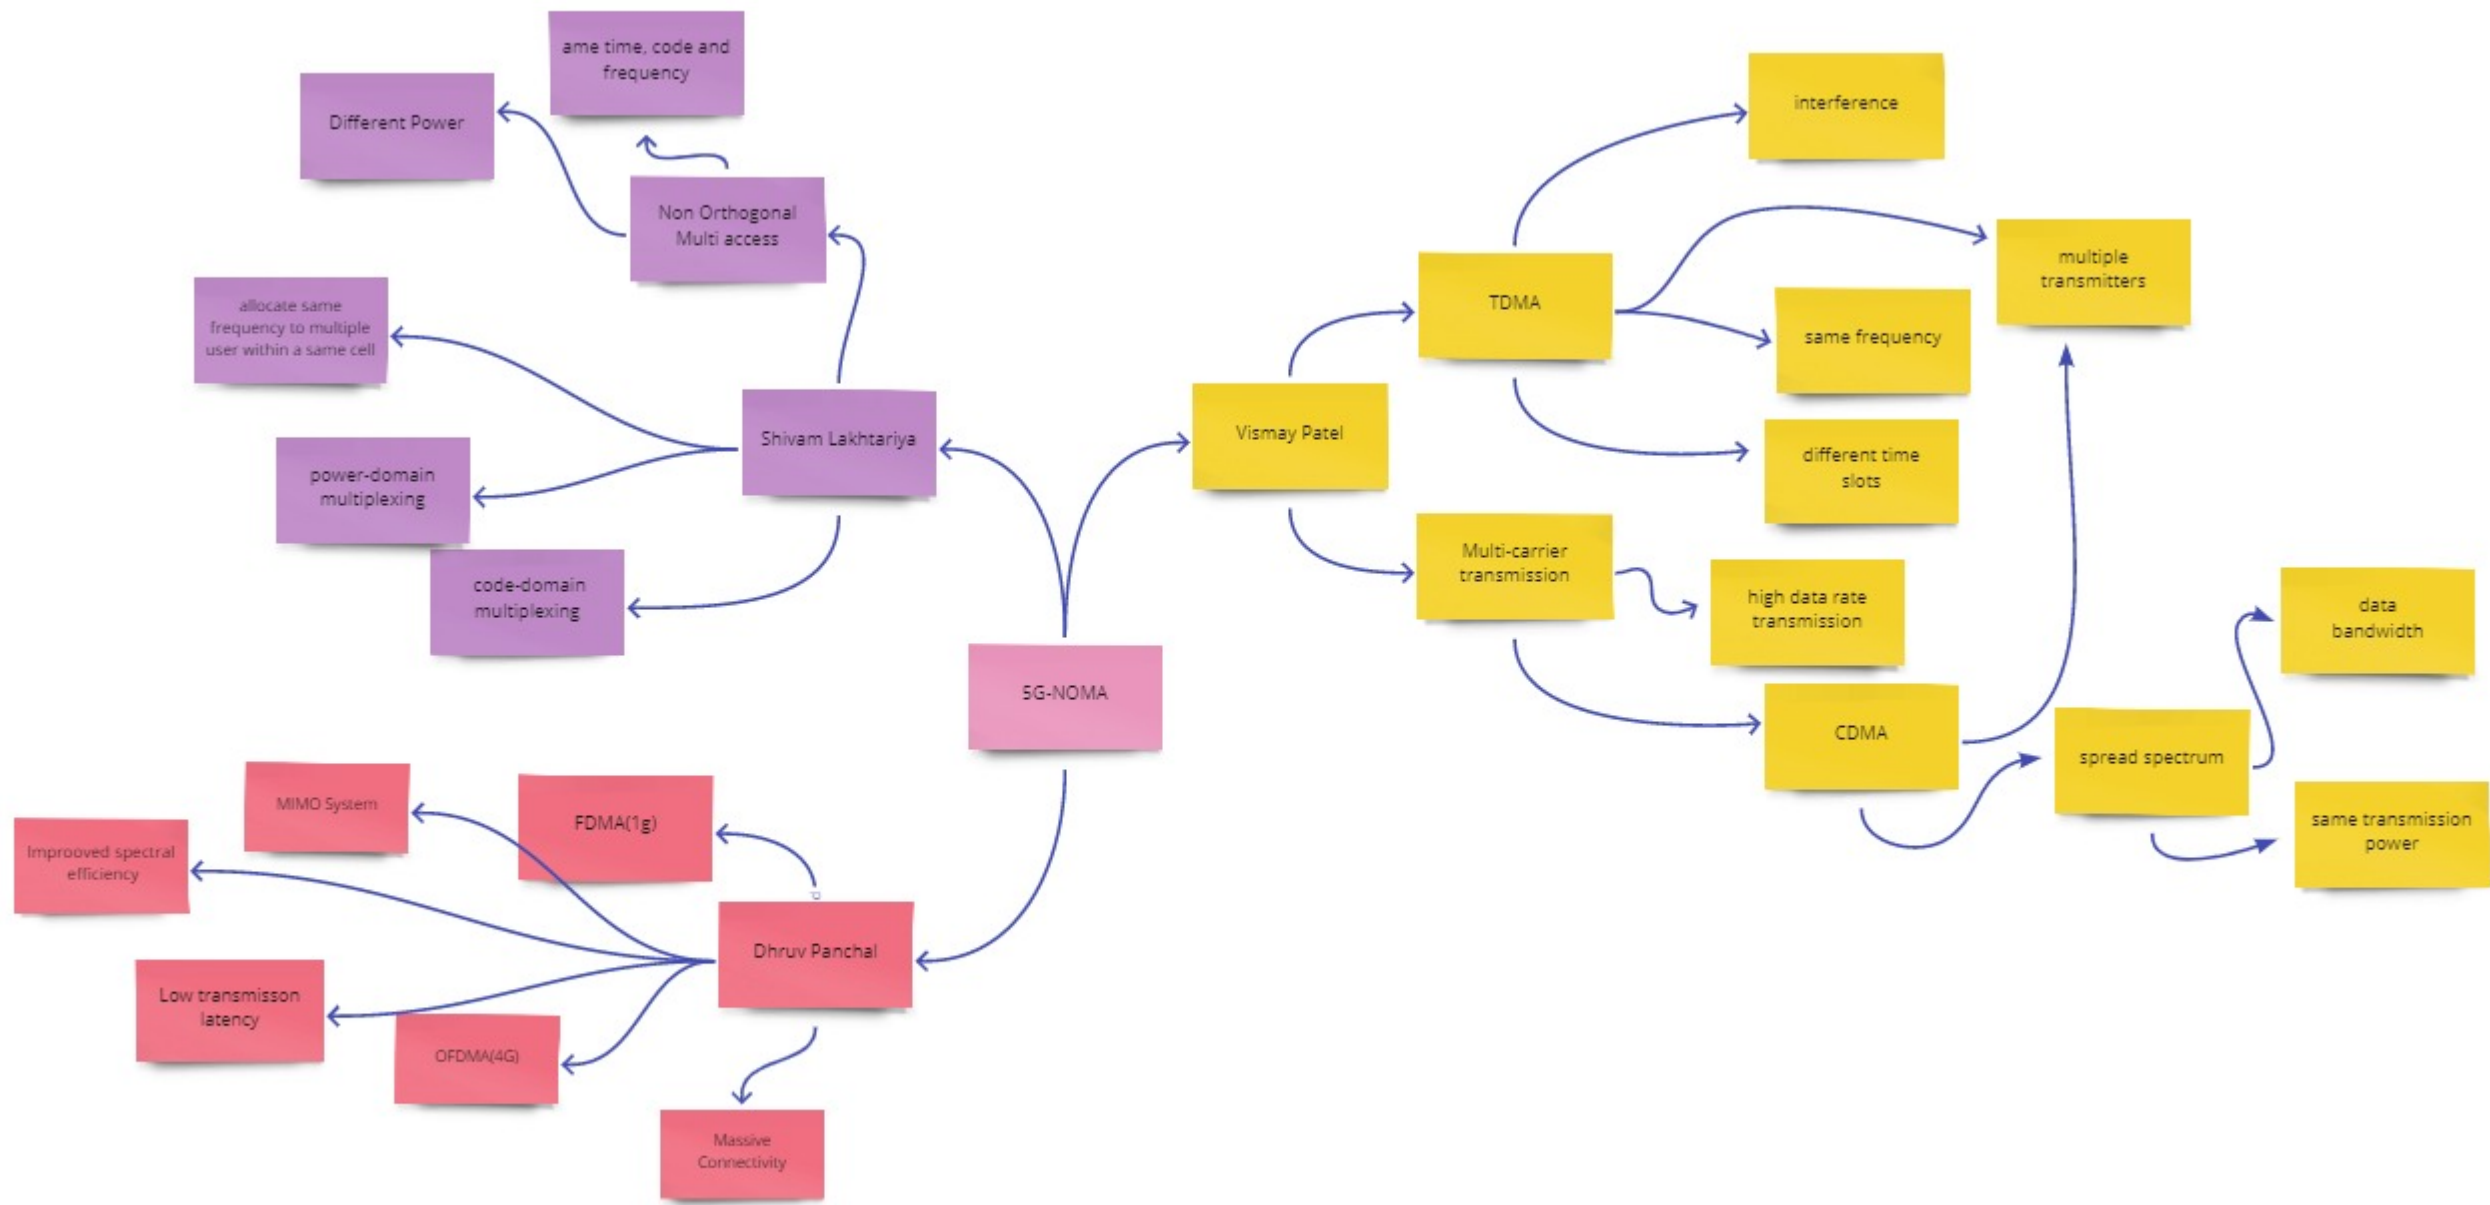 ame time, code and
frequency
Different Power
Non Orthogonal
Multi access
allocate same
frequency to multiple
user within a same cell
Shivam Lakhtariya
power-domain
multiplexing
code-domain
multiplexing
interference
multiple
transmitters
TDMA
same frequency
different time
slots
Vismay Patel
Multi-carrier
transmission
high data rate
transmission
CDMA
data
bandwidth
spread spectrum
same transmission
power
5G-NOMA
MIMO System
FDMA(1g)
Improoved spectral
efficiency
Dhruv Panchal
Low transmisson
latency
OFDMA(4G)
Massive
Connectivity